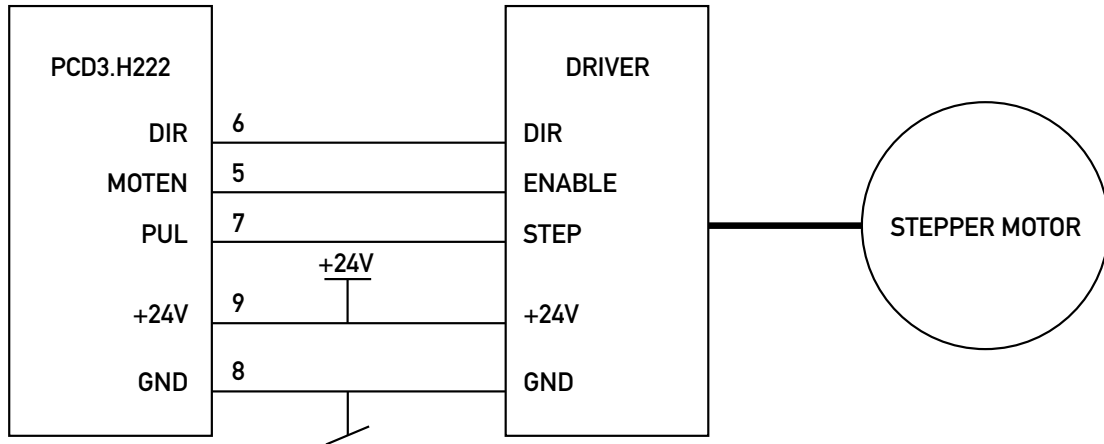 PCD3.H222
DRIVER
DIR 6 DIR
MOTEN 5 ENABLE
PUL 7 STEP
STEPPER MOTOR
+24V
+24V 9 +24V
GND 8 GND